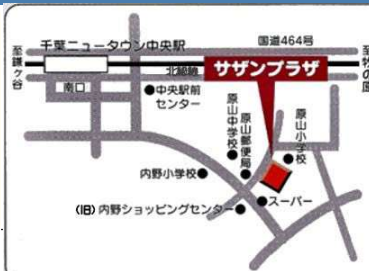 千葉ニュータウン中央駅
国道464号
至鎌ケ谷
北総線
サザンプラザ
至牧の原
南口
●中央駅前
センター
原山中学校●
原山郵便局●
原山小学校●
内野小学校●
●スーパー
(旧)内野ショッピングセンター●